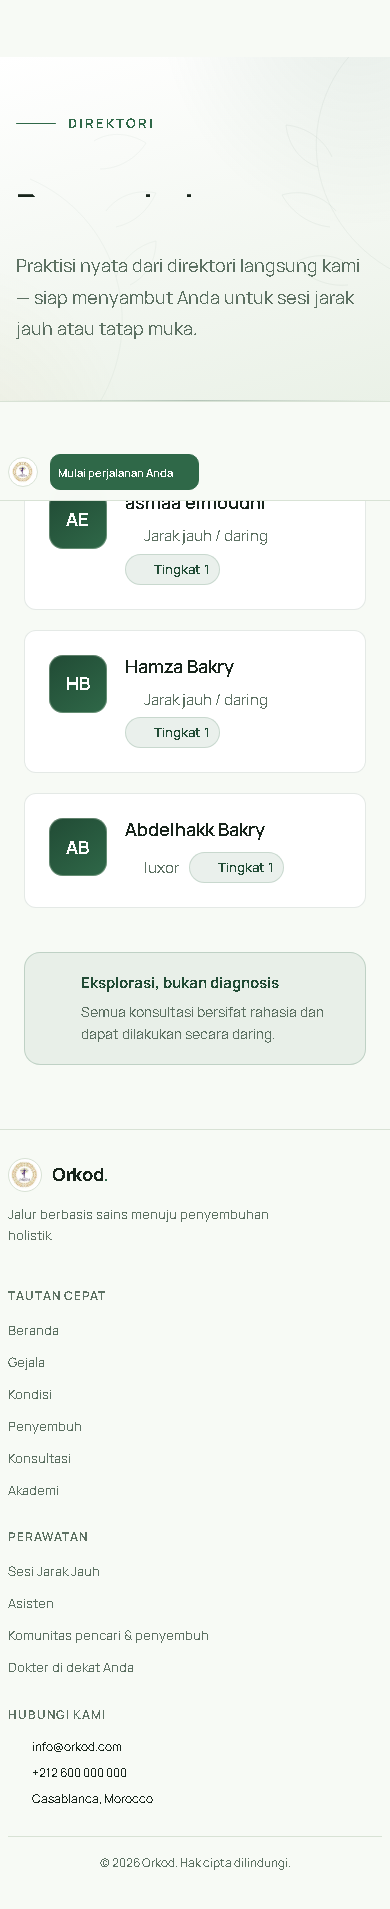 DIREKTORI
Praktisi nyata dari direktori langsung kami
— siap menyambut Anda untuk sesi jarak
jauh atau tatap muka.
Mulai perjalanan Anda
AE
asmaa elmoudni
Jarak jauh / daring
Tingkat 1
HB
Hamza Bakry
Jarak jauh / daring
Tingkat 1
AB
Abdelhakk Bakry
luxor
Tingkat 1
Eksplorasi, bukan diagnosis
Semua konsultasi bersifat rahasia dan
dapat dilakukan secara daring.
Orkod.
Jalur berbasis sains menuju penyembuhan
holistik.
TAUTAN CEPAT
Beranda
Gejala
Kondisi
Penyembuh
Konsultasi
Akademi
PERAWATAN
Sesi Jarak Jauh
Asisten
Komunitas pencari & penyembuh
Dokter di dekat Anda
HUBUNGI KAMI
info@orkod.com
+212 600 000 000
Casablanca, Morocco
© 2026 Orkod. Hak cipta dilindungi.